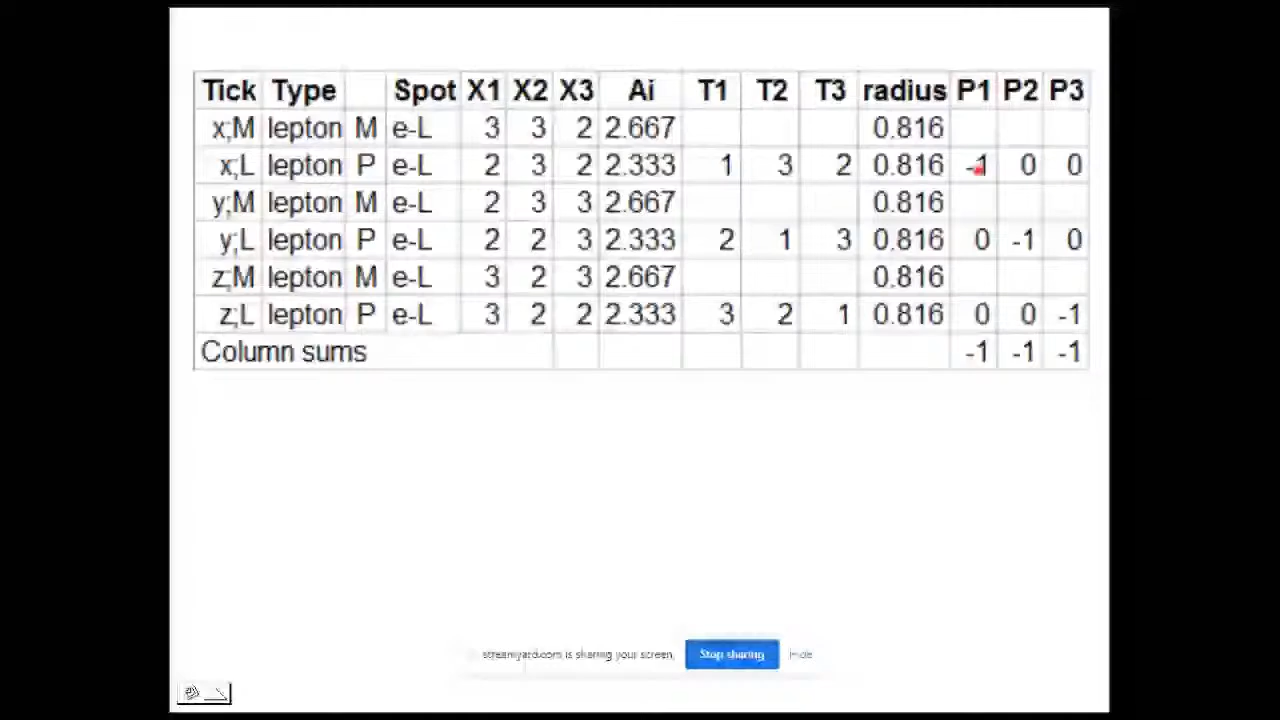 Tick Type Spot X1 X2 X3 Ai T1 T2 T3 radius P1 P2 P3
x;M lepton M e-L 3 3 2 2.667 0.816
x;L lepton P e-L 2 3 2 2.333 1 3 2 0.816 -1 0 0
y;M lepton M e-L 2 3 3 2.667 0.816
y;L lepton P e-L 2 2 3 2.333 2 1 3 0.816 0 -1 0
z;M lepton M e-L 3 2 3 2.667 0.816
z;L lepton P e-L 3 2 2 2.333 3 2 1 0.816 0 0 -1
Column sums -1 -1 -1
streamyard.com is sharing your screen. Stop sharing Hide